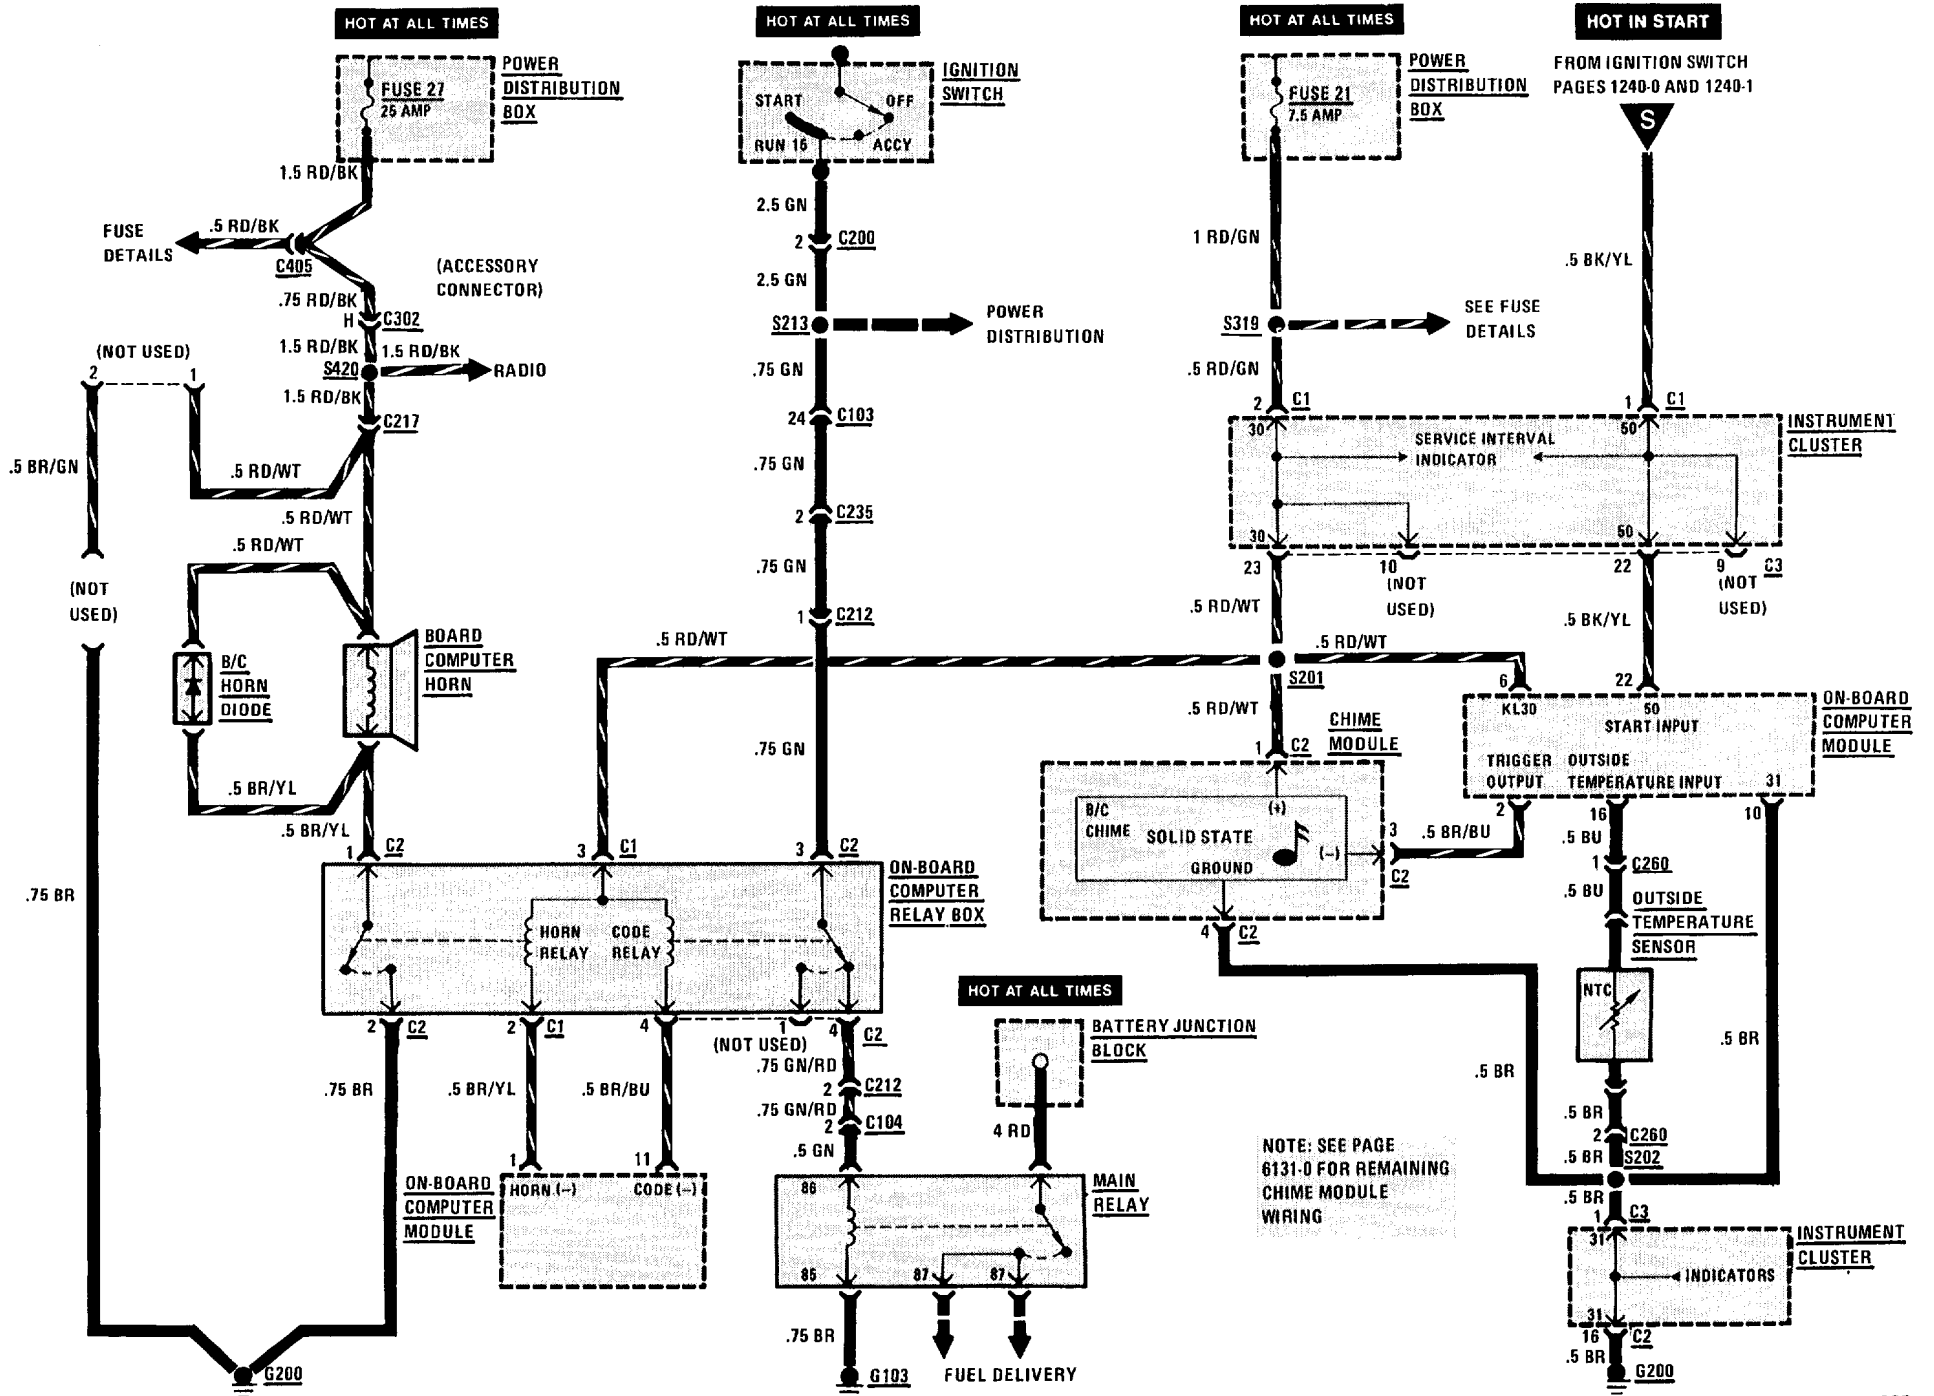 HOT AT ALL TIMES
HOT AT ALL TIMES
HOT AT ALL TIMES
HOT IN START
FUSE 27
25 AMP
POWER
DISTRIBUTION
BOX
START
OFF
RUN 15
ACCY
IGNITION
SWITCH
FUSE 21
7.5 AMP
POWER
DISTRIBUTION
BOX
FROM IGNITION SWITCH
PAGES 1240-0 AND 1240-1
S
1.5 RD/BK
FUSE
DETAILS
.5 RD/BK
C405
(ACCESSORY
CONNECTOR)
.75 RD/BK
H
C302
1.5 RD/BK
1.5 RD/BK
S420
RADIO
1.5 RD/BK
C217
(NOT USED)
2
1
.5 BR/GN
.5 RD/WT
.5 RD/WT
.5 RD/WT
(NOT
USED)
B/C
HORN
DIODE
BOARD
COMPUTER
HORN
.5 BR/YL
.5 BR/YL
.75 BR
2.5 GN
2
C200
2.5 GN
S213
POWER
DISTRIBUTION
.75 GN
24
C103
.75 GN
2
C235
.75 GN
1
C212
.5 RD/WT
.75 GN
1 RD/GN
S319
SEE FUSE
DETAILS
.5 RD/GN
.5 BK/YL
2
C1
1
C1
30
50
SERVICE INTERVAL
INDICATOR
INSTRUMENT
CLUSTER
30
50
23
10
(NOT
USED)
22
9
(NOT
USED)
C3
.5 RD/WT
.5 BK/YL
.5 RD/WT
S201
6
22
.5 RD/WT
1
C2
CHIME
MODULE
KL30
50
START INPUT
TRIGGER
OUTPUT
OUTSIDE
TEMPERATURE INPUT
31
ON-BOARD
COMPUTER
MODULE
B/C
CHIME
SOLID STATE
(+)
(-)
GROUND
3
C2
.5 BR/BU
2
16
10
.5 BU
1
C260
.5 BU
OUTSIDE
TEMPERATURE
SENSOR
4
C2
NTC
.5 BR
.5 BR
.5 BR
2
C260
.5 BR
S202
.5 BR
1
C3
31
INDICATORS
31
INSTRUMENT
CLUSTER
16
C2
.5 BR
G200
1
C2
3
C1
3
C2
HORN
RELAY
CODE
RELAY
ON-BOARD
COMPUTER
RELAY BOX
2
C2
2
C1
4
1
4
C2
(NOT USED)
.75 BR
.5 BR/YL
.5 BR/BU
.75 GN/RD
2
C212
.75 GN/RD
2
C104
.5 GN
HOT AT ALL TIMES
BATTERY JUNCTION
BLOCK
4 RD
1
11
ON-BOARD
COMPUTER
MODULE
HORN (-)
CODE (-)
86
85
87
87
MAIN
RELAY
.75 BR
G103
FUEL DELIVERY
G200
NOTE: SEE PAGE
6131-0 FOR REMAINING
CHIME MODULE
WIRING